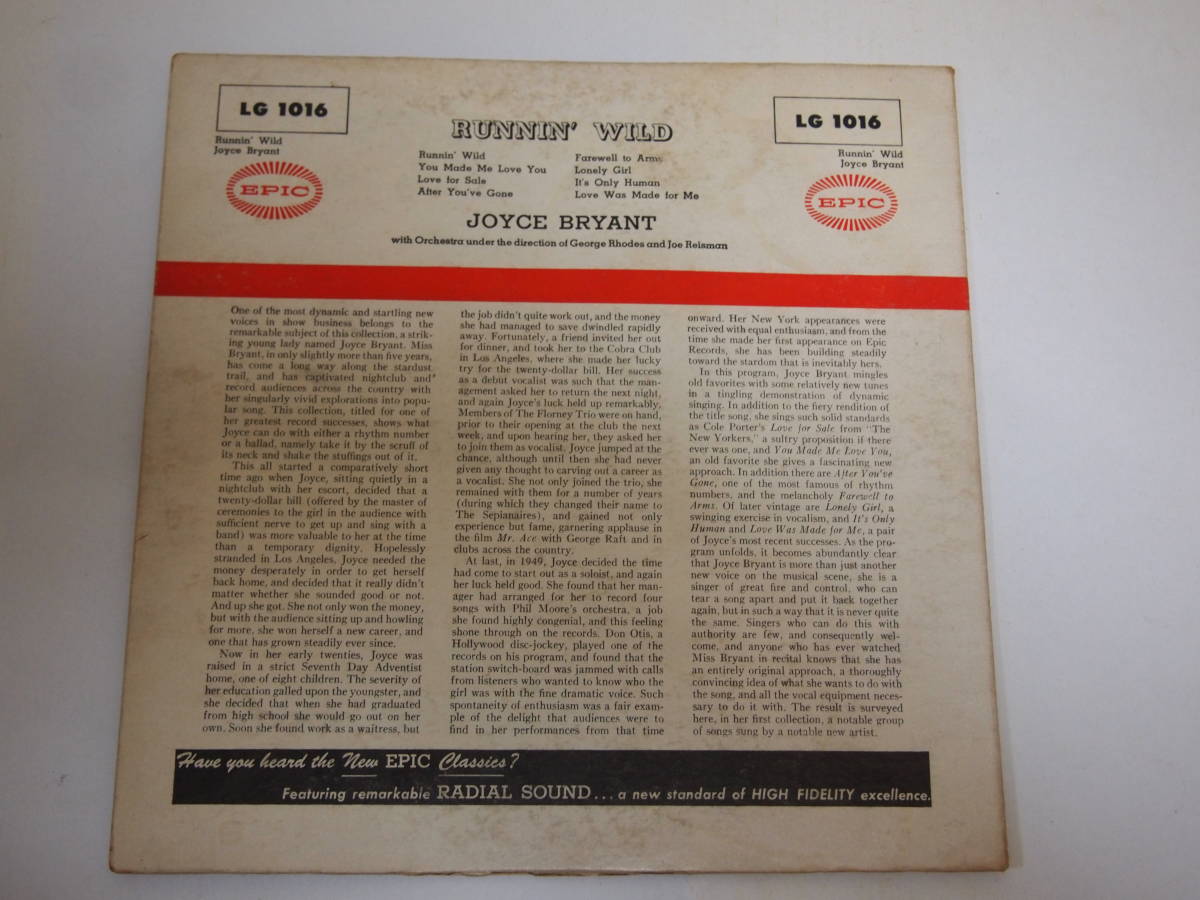 LG 1016
Runnin' Wild
Joyce Bryant
EPIC
RUNNIN' WILD
Runnin' Wild
You Made Me Love You
Love for Sale
After You've Gone
Farewell to Arms
Lonely Girl
It's Only Human
Love Was Made for Me
JOYCE BRYANT
with Orchestra under the direction of George Rhodes and Joe Reisman
LG 1016
Runnin' Wild
Joyce Bryant
EPIC
One of the most dynamic and startling new
voices in show business belongs to the
remarkable subject of this collection, a strik-
ing young lady named Joyce Bryant. Miss
Bryant, in only slightly more than five years,
has come a long way along the stardust
trail, and has captivated nightclub and
record audiences across the country with
her singularly vivid explorations into popu-
lar song. This collection, titled for one of
her greatest record successes, shows what
Joyce can do with either a rhythm number
or a ballad, namely take it by the scruff of
its neck and shake the stuffings out of it.
This all started a comparatively short
time ago when Joyce, sitting quietly in a
nightclub with her escort, decided that a
twenty-dollar bill (offered by the master of
ceremonies to the girl in the audience with
sufficient nerve to get up and sing with a
band) was more valuable to her at the time
than a temporary dignity. Hopelessly
stranded in Los Angeles, Joyce needed the
money desperately in order to get herself
back home, and decided that it really didn't
matter whether she sounded good or not.
And up she got. She not only won the money,
but with the audience sitting up and howling
for more, she won herself a new career, and
one that has grown steadily ever since.
Now in her early twenties, Joyce was
raised in a strict Seventh Day Adventist
home, one of eight children. The severity of
her education galled upon the youngster, and
she decided that when she had graduated
from high school she would go out on her
own. Soon she found work as a waitress, but
the job didn't quite work out, and the money
she had managed to save dwindled rapidly
away. Fortunately, a friend invited her out
for dinner, and took her to the Cobra Club
in Los Angeles, where she made her lucky
try for the twenty-dollar bill. Her success
as a debut vocalist was such that the man-
agement asked her to return the next night,
and again Joyce's luck held up remarkably.
Members of The Florney Trio were on hand,
prior to their opening at the club the next
week, and upon hearing her, they asked her
to join them as vocalist. Joyce jumped at the
chance, although until then she had never
given any thought to carving out a career as
a vocalist. She not only joined the trio, she
remained with them for a number of years
(during which they changed their name to
The Sepianaires), and gained not only
experience but fame, garnering applause in
the film Mr. Ace with George Raft and in
clubs across the country.
At last, in 1949, Joyce decided the time
had come to start out as a soloist, and again
her luck held good. She found that her man-
ager had arranged for her to record four
songs with Phil Moore's orchestra, a job
she found highly congenial, and this feeling
shone through on the records. Don Otis, a
Hollywood disc-jockey, played one of the
records on his program, and found that the
station switch-board was jammed with calls
from listeners who wanted to know who the
girl was with the fine dramatic voice. Such
spontaneity of enthusiasm was a fair exam-
ple of the delight that audiences were to
find in her performances from that time
onward. Her New York appearances were
received with equal enthusiasm, and from the
time she made her first appearance on Epic
Records, she has been building steadily
toward the stardom that is inevitably hers.
In this program, Joyce Bryant mingles
old favorites with some relatively new tunes
in a tingling demonstration of dynamic
singing. In addition to the fiery rendition of
the title song, she sings such solid standards
as Cole Porter's Love for Sale from "The
New Yorkers," a sultry proposition if there
ever was one, and You Made Me Love You,
an old favorite she gives a fascinating new
approach. In addition there are After You've
Gone, one of the most famous of rhythm
numbers, and the melancholy Farewell to
Arms. Of later vintage are Lonely Girl, a
swinging exercise in vocalism, and It's Only
Human and Love Was Made for Me, a pair
of Joyce's most recent successes. As the pro-
gram unfolds, it becomes abundantly clear
that Joyce Bryant is more than just another
new voice on the musical scene, she is a
singer of great fire and control, who can
tear a song apart and put it back together
again, but in such a way that it is never quite
the same. Singers who can do this with
authority are few, and consequently wel-
come, and anyone who has ever watched
Miss Bryant in recital knows that she has
an entirely original approach, a thoroughly
convincing idea of what she wants to do with
the song, and all the vocal equipment neces-
sary to do it with. The result is surveyed
here, in her first collection, a notable group
of songs sung by a notable new artist.
Have you heard the New EPIC Classics?
Featuring remarkable RADIAL SOUND... a new standard of HIGH FIDELITY excellence.